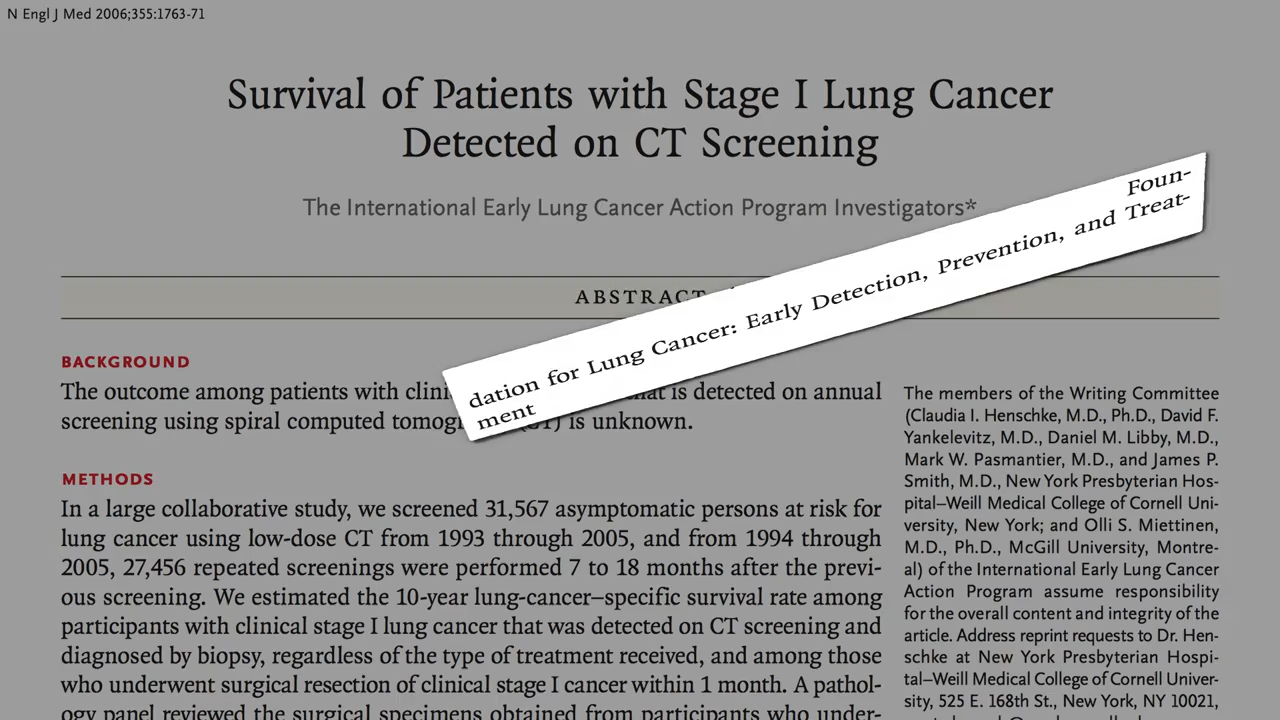 N Engl J Med 2006;355:1763-71
Survival of Patients with Stage I Lung Cancer
Detected on CT Screening
The International Early Lung Cancer Action Program Investigators*
Foun-
dation for Lung Cancer: Early Detection, Prevention, and Treat-
ment
ABSTRACT
BACKGROUND
The outcome among patients with is detected on annual
screening using spiral computed is unknown.
METHODS
In a large collaborative study, we screened 31,567 asymptomatic persons at risk for
lung cancer using low-dose CT from 1993 through 2005, and from 1994 through
2005, 27,456 repeated screenings were performed 7 to 18 months after the previ-
ous screening. We estimated the 10-year lung-cancer–specific survival rate among
participants with clinical stage I lung cancer that was detected on CT screening and
diagnosed by biopsy, regardless of the type of treatment received, and among those
who underwent surgical resection of clinical stage I cancer within 1 month. A pathol-
ogy panel reviewed the surgical specimens obtained from participants who under-
The members of the Writing Committee
(Claudia I. Henschke, M.D., Ph.D., David F.
Yankelevitz, M.D., Daniel M. Libby, M.D.,
Mark W. Pasmantier, M.D., and James P.
Smith, M.D., New York Presbyterian Hos-
pital–Weill Medical College of Cornell Uni-
versity, New York; and Olli S. Miettinen,
M.D., Ph.D., McGill University, Montre-
al) of the International Early Lung Cancer
Action Program assume responsibility
for the overall content and integrity of the
article. Address reprint requests to Dr. Hen-
schke at New York Presbyterian Hospi-
tal–Weill Medical College of Cornell Univer-
sity, 525 E. 168th St., New York, NY 10021,